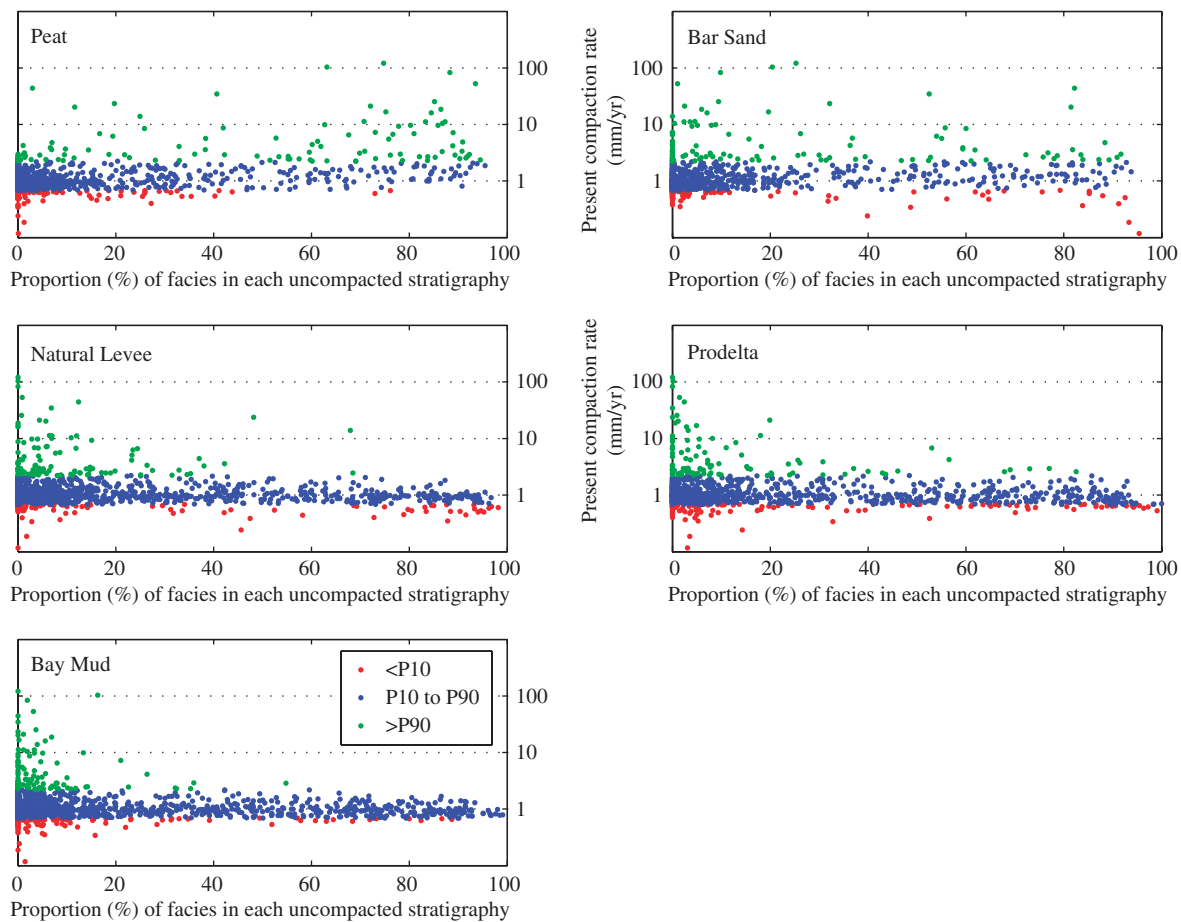 Peat
100
10
1
0 20 40 60 80 100
Proportion (%) of facies in each uncompacted stratigraphy
Bar Sand
Present compaction rate
(mm/yr)
100
10
1
0 20 40 60 80 100
Proportion (%) of facies in each uncompacted stratigraphy
Natural Levee
100
10
1
0 20 40 60 80 100
Proportion (%) of facies in each uncompacted stratigraphy
Prodelta
Present compaction rate
(mm/yr)
100
10
1
0 20 40 60 80 100
Proportion (%) of facies in each uncompacted stratigraphy
Bay Mud
<P10
P10 to P90
>P90
100
10
1
0 20 40 60 80 100
Proportion (%) of facies in each uncompacted stratigraphy